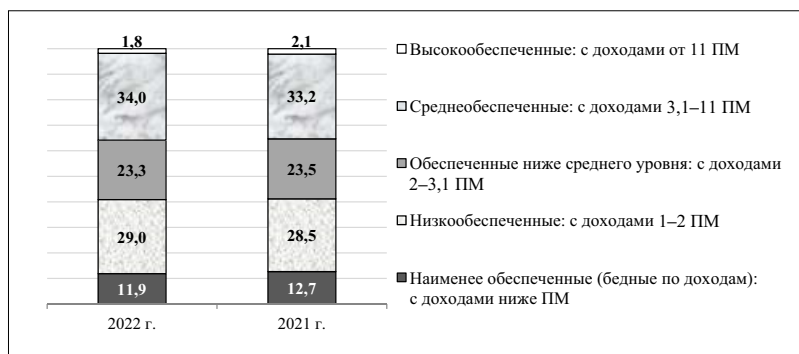 1,8
2,1
34,0
33,2
23,3
23,5
29,0
28,5
11,9
12,7
2022 г.
2021 г.
Высокообеспеченные: с доходами от 11 ПМ
Среднеобеспеченные: с доходами 3,1–11 ПМ
Обеспеченные ниже среднего уровня: с доходами
2–3,1 ПМ
Низкообеспеченные: с доходами 1–2 ПМ
Наименее обеспеченные (бедные по доходам):
с доходами ниже ПМ